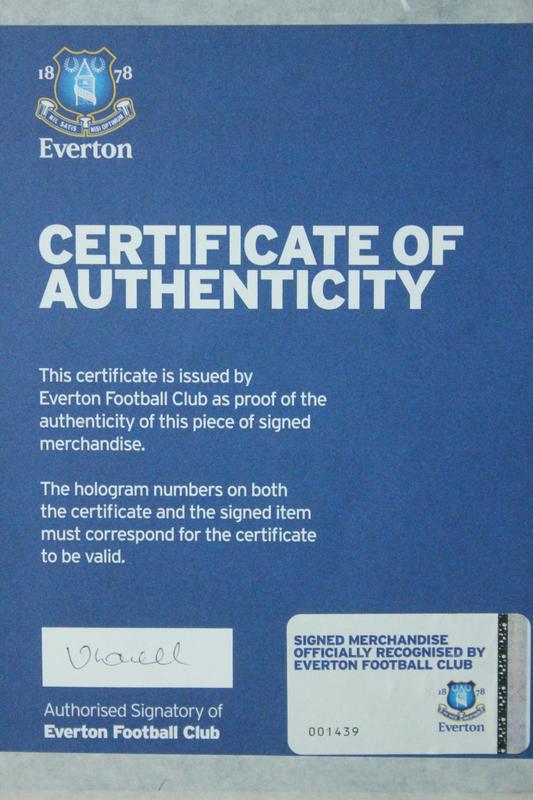 18 78
NIL SATIS NISI OPTIMUM
Everton
CERTIFICATE OF
AUTHENTICITY
This certificate is issued by
Everton Football Club as proof of the
authenticity of this piece of signed
merchandise.
The hologram numbers on both
the certificate and the signed item
must correspond for the certificate
to be valid.
Authorised Signatory of
Everton Football Club
SIGNED MERCHANDISE
OFFICIALLY RECOGNISED BY
EVERTON FOOTBALL CLUB
18 78
Everton
001439